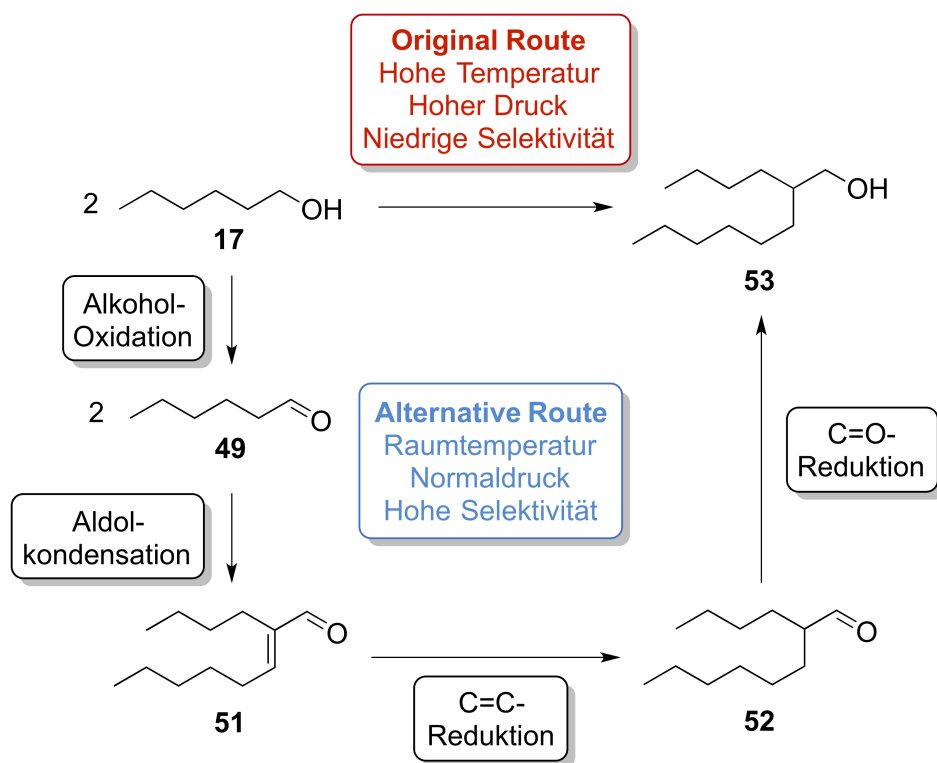 Original Route
Hohe Temperatur
Hoher Druck
Niedrige Selektivität
2
OH
17
OH
53
Alkohol-
Oxidation
2
O
49
Alternative Route
Raumtemperatur
Normaldruck
Hohe Selektivität
C=O-
Reduktion
Aldol-
kondensation
O
51
C=C-
Reduktion
O
52